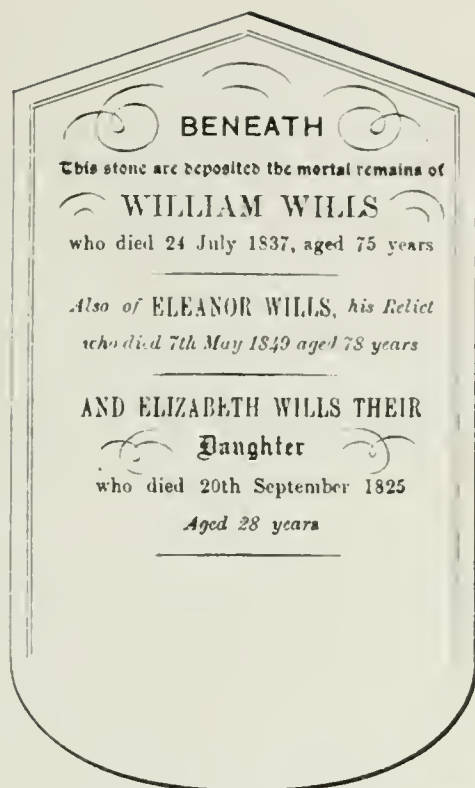 BENEATH
This stone are deposited the mortal remains of
WILLIAM WILLS
who died 24 July 1837, aged 75 years
Also of ELEANOR WILLS, his Relict
who died 7th May 1849 aged 78 years
AND ELIZABETH WILLS THEIR
Daughter
who died 20th September 1825
Aged 28 years